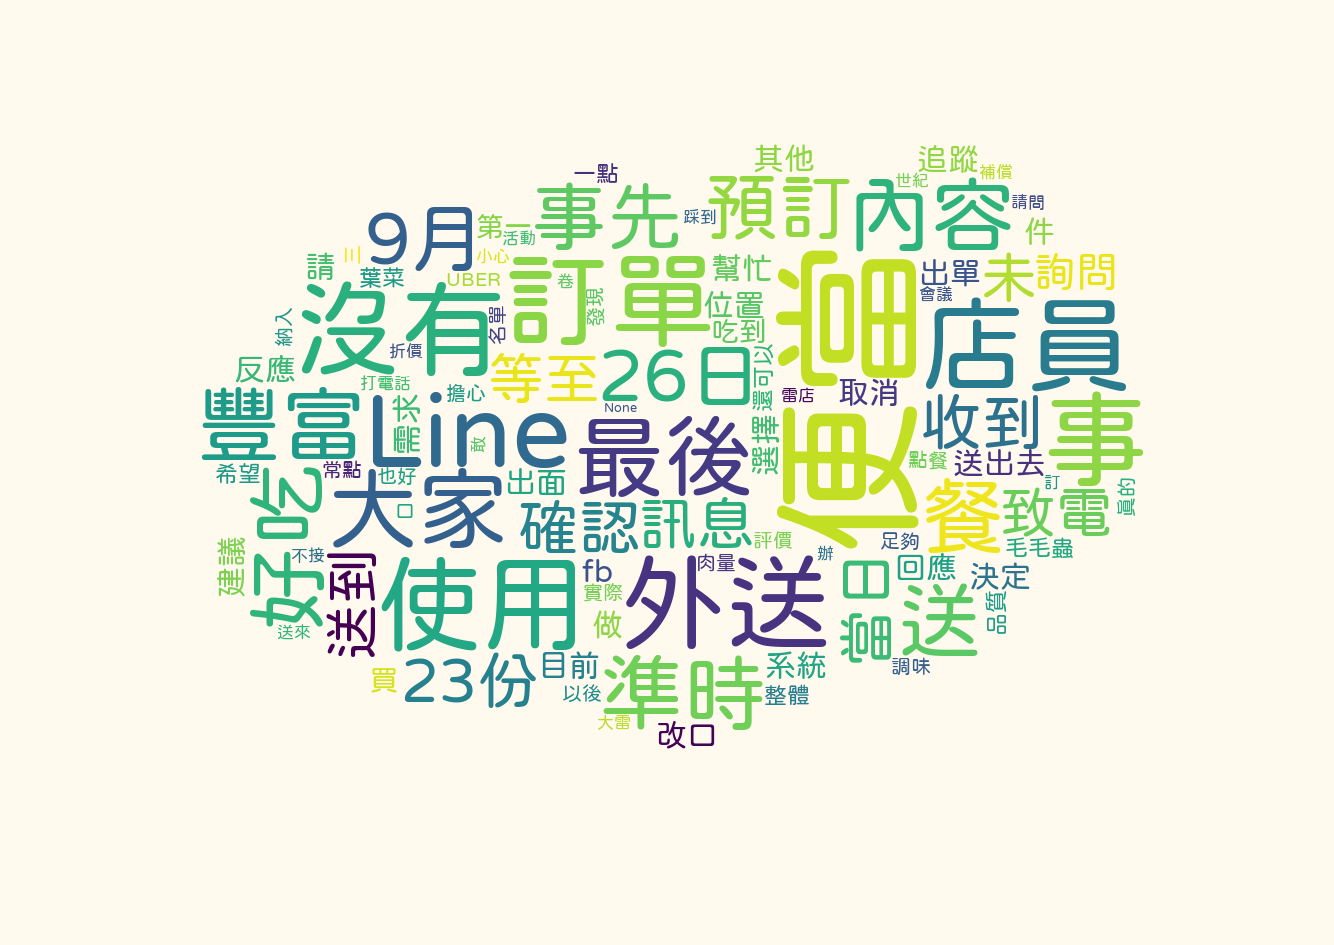 其他
追蹤
一點
補償
世紀
預訂
內容
事先
9月
第一
踩到
請問
件
活動
川
小心
請
葉菜
UBER
訂單
卷
幫忙
便當
出單
未
詢問
會議
沒有
名單
發現
位置
吃到
店員
納入
折價
等至
26日
還可以
反應
打電話
擔心
None
雷店
取消
豐富
Line
需求
敢
最後
選擇
收到
事
希望
常點
也好
點餐
送出去
訂
真的
好吃
大家
口
出面
確認
訊息
評價
餐
致電
足夠
毛毛蟲
建議
不接
送到
使用
fb
實際
肉量
外送
辦
當日
回應
決定
送
品質
送來
做
調味
買
23份
目前
以後
準時
系統
整體
大雷
改口